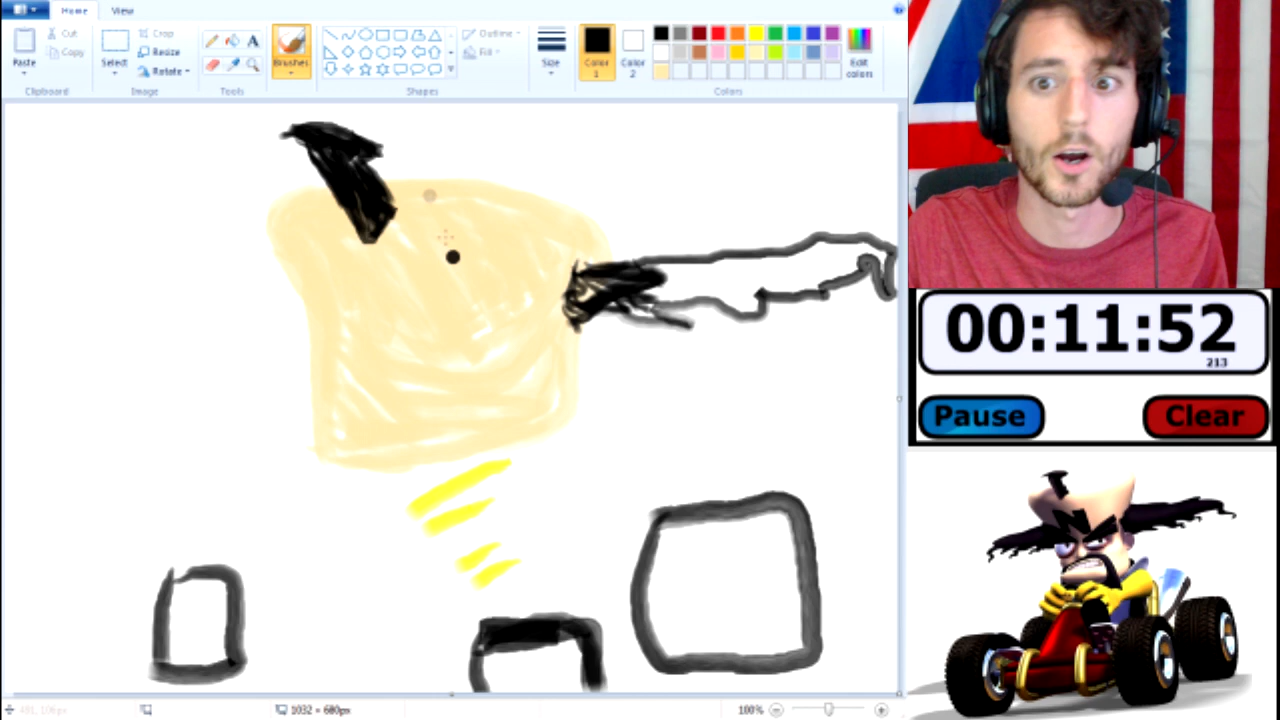 Home View
Cut
Copy
Paste
Clipboard
Crop
Resize
Rotate
Select
Image
A
Tools
Brushes
Outline
Fill
Shapes
Size
Color 1
Color 2
Edit colors
Colors
00:11:52
213
Pause Clear
1032 × 680px
100%